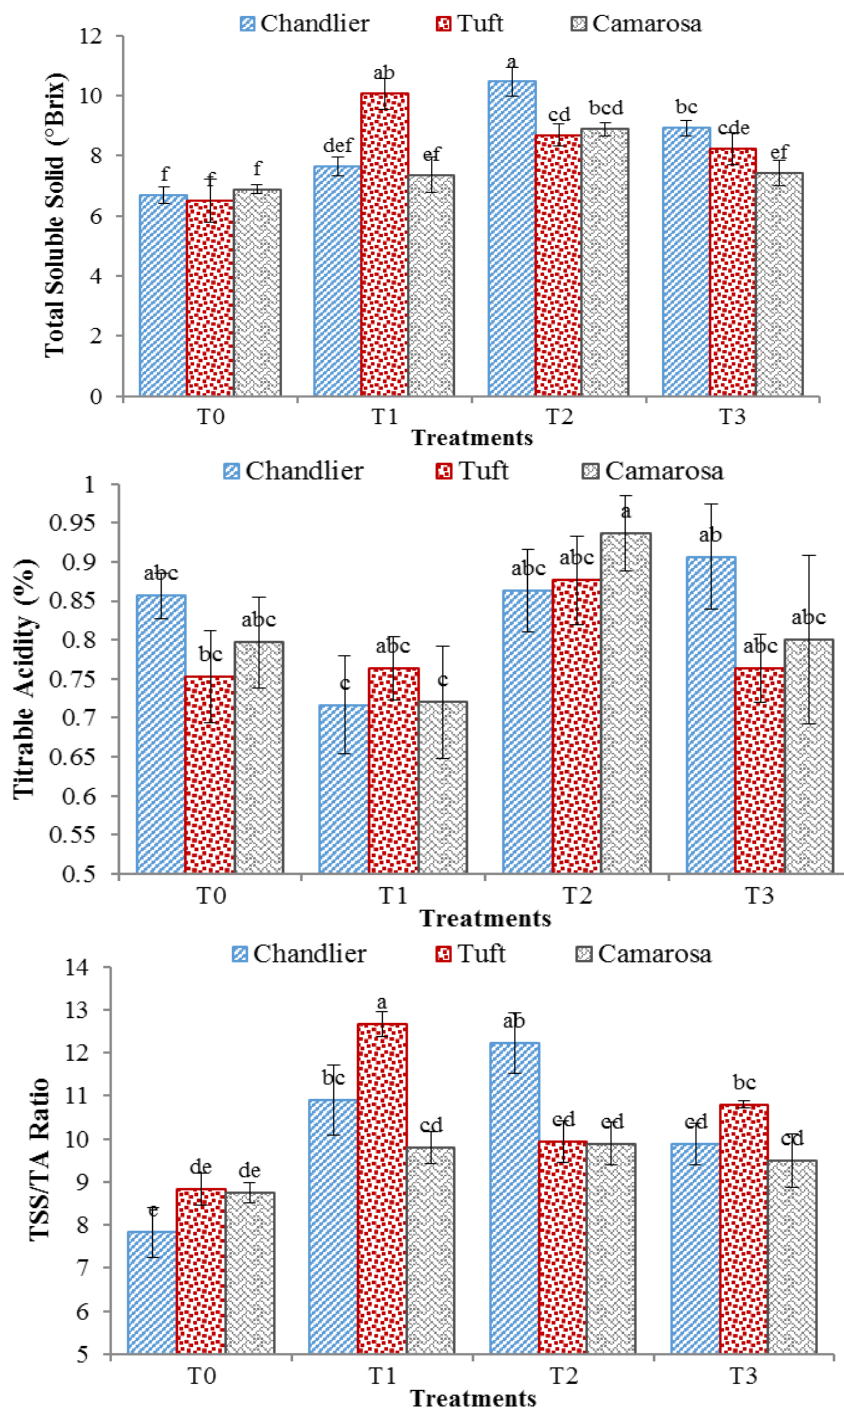 Chandlier Tuft Camarosa
Total Soluble Solid (°Brix)
12
10
8
6
4
2
0
f f f
def ab ef
a cd bcd
bc cde ef
T0 T1 T2 T3
Treatments
Chandlier Tuft Camarosa
Titrable Acidity (%)
1
0.95
0.9
0.85
0.8
0.75
0.7
0.65
0.6
0.55
0.5
abc bc abc
c abc c
abc abc a
ab abc abc
T0 T1 T2 T3
Treatments
Chandlier Tuft Camarosa
TSS/TA Ratio
14
13
12
11
10
9
8
7
6
5
e de de
bc a cd
ab cd cd
cd bc cd
T0 T1 T2 T3
Treatments